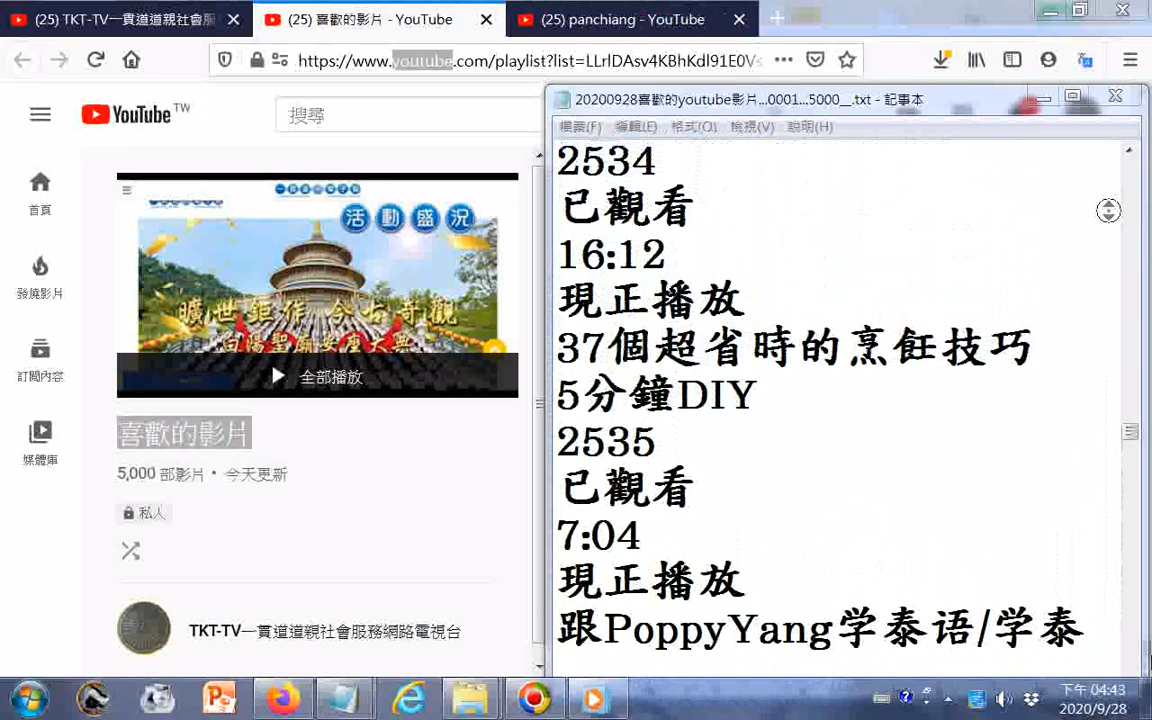 (25) TKT-TV一貫道道親社會服
(25) 喜歡的影片 - YouTube
(25) panchiang - YouTube
https://www.youtube.com/playlist?list=LLrlDAsv4KBhKdl91E0Vs
YouTube TW
搜尋
首頁
發燒影片
訂閱內容
媒體庫
活動盛況
曠世鉅作 今古奇觀
白陽聖廟安座大典
全部播放
喜歡的影片
5,000 部影片・今天更新
私人
TKT-TV一貫道道親社會服務網路電視台
20200928喜歡的youtube影片...0001...5000__.txt - 記事本
檔案(F) 編輯(E) 格式(O) 檢視(V) 說明(H)
2534
已觀看
16:12
現正播放
37個超省時的烹飪技巧
5分鐘DIY
2535
已觀看
7:04
現正播放
跟PoppyYang学泰语/学泰
下午 04:43
2020/9/28